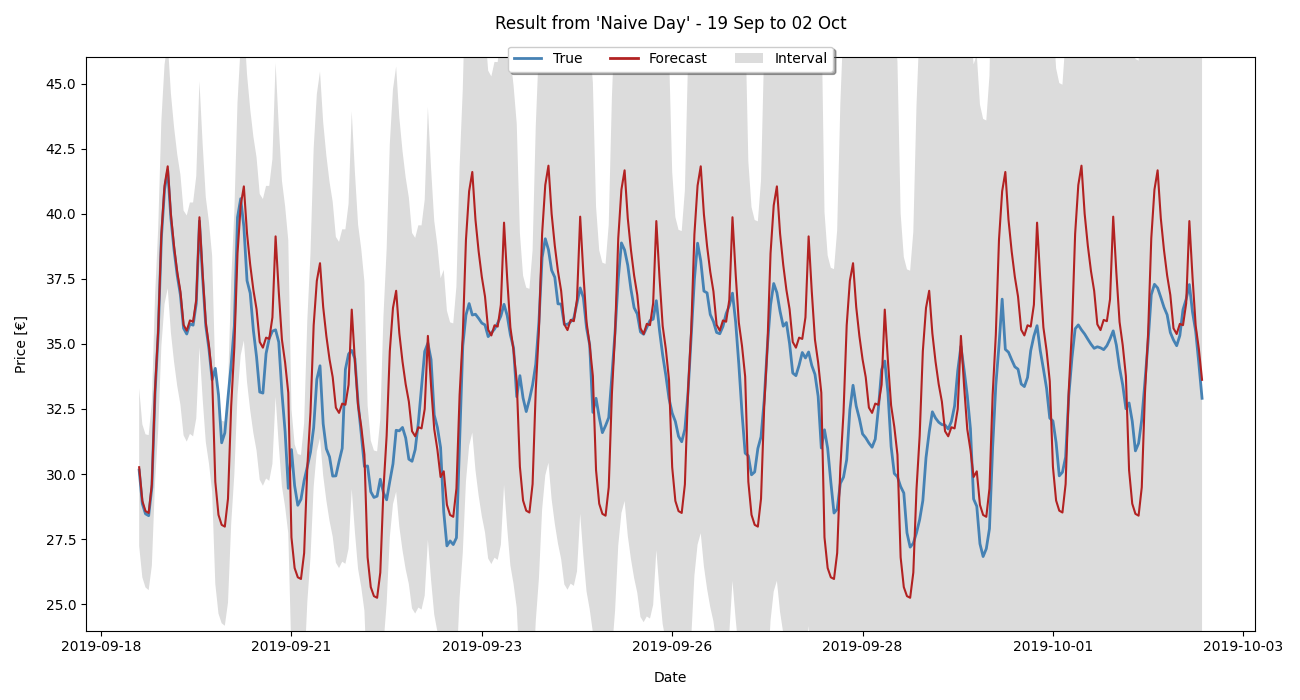 Result from 'Naive Day' - 19 Sep to 02 Oct
True Forecast Interval
Price [€]
45.0
42.5
40.0
37.5
35.0
32.5
30.0
27.5
25.0
2019-09-18 2019-09-21 2019-09-23 2019-09-26 2019-09-28 2019-10-01 2019-10-03
Date